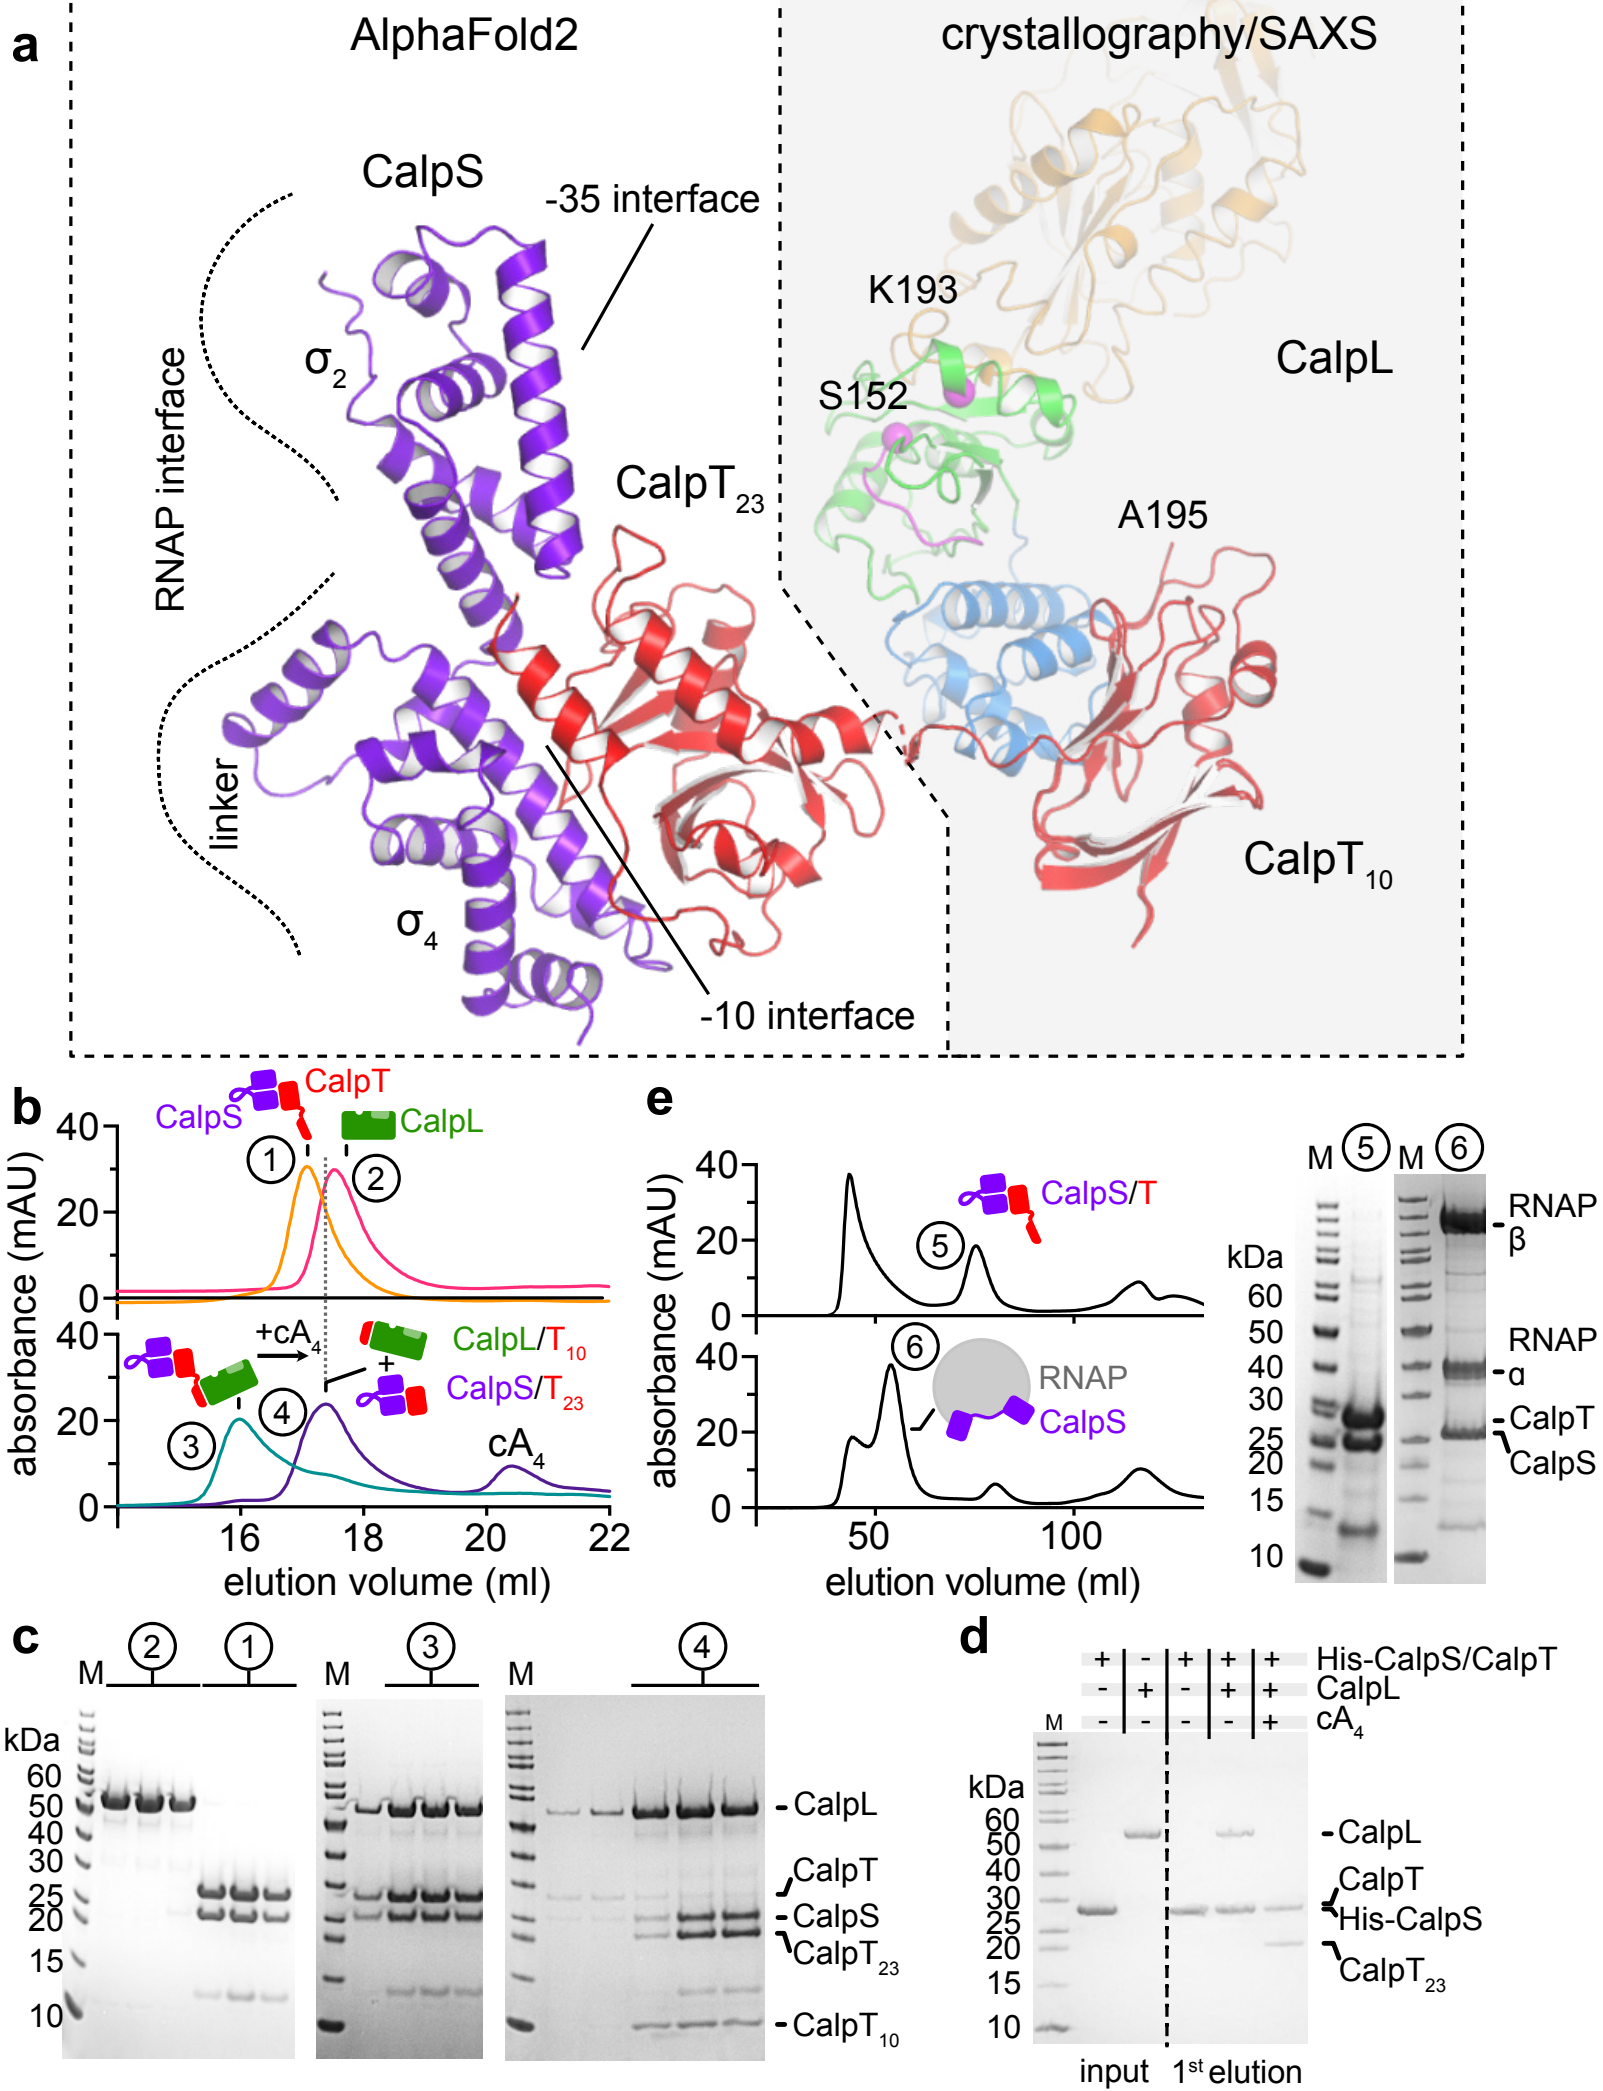 a
AlphaFold2
crystallography/SAXS
CalpS
-35 interface
K193
σ2
S152
CalpL
RNAP interface
CalpT23
A195
linker
σ4
CalpT10
-10 interface
b
CalpT
CalpS
CalpL
40
1
2
20
0
absorbance (mAU)
40
+cA4
CalpL/T10
+
CalpS/T23
4
3
20
cA4
0
16 18 20 22
elution volume (ml)
e
40
CalpS/T
5
20
0
absorbance (mAU)
6
40
RNAP
CalpS
20
0
50 100
elution volume (ml)
M 5 M 6
kDa
60
50
40
30
25
20
15
10
RNAP
β
RNAP
α
CalpT
CalpS
c
2 1 3 4
M M M
kDa
60
50
40
30
25
20
15
10
CalpL
CalpT
CalpS
CalpT23
CalpT10
d
+ - + + + His-CalpS/CalpT
- + - + + CalpL
M - - - - + cA4
kDa
60
50
40
30
25
20
15
10
CalpL
CalpT
His-CalpS
CalpT23
input 1st elution